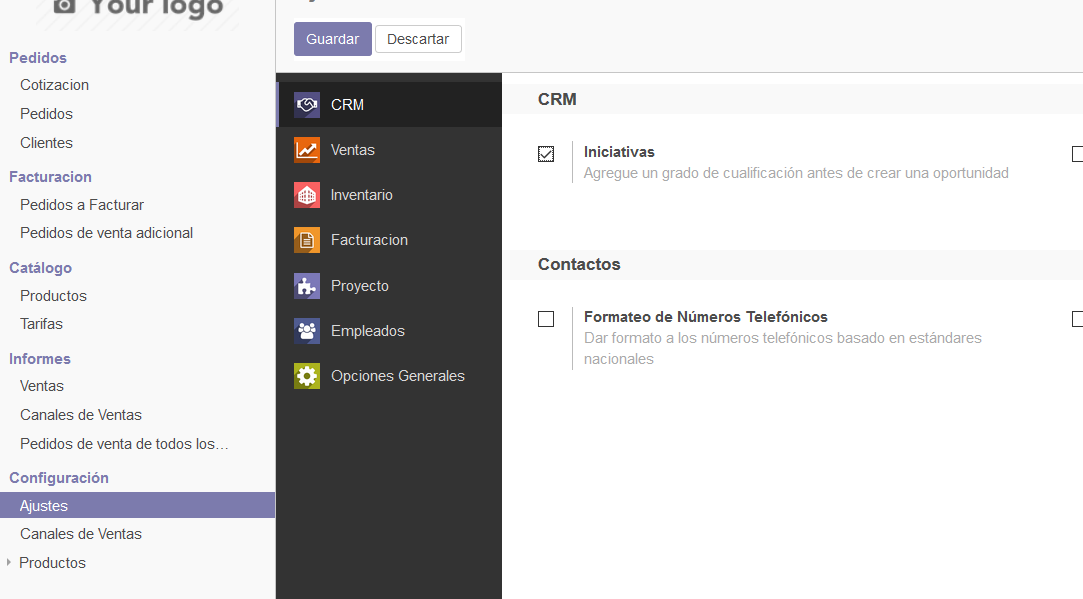 Your logo
Pedidos
Cotizacion
Pedidos
Clientes
Facturacion
Pedidos a Facturar
Pedidos de venta adicional
Catálogo
Productos
Tarifas
Informes
Ventas
Canales de Ventas
Pedidos de venta de todos los...
Configuración
Ajustes
Canales de Ventas
Productos
Guardar
Descartar
CRM
Ventas
Inventario
Facturacion
Proyecto
Empleados
Opciones Generales
CRM
Iniciativas
Agregue un grado de cualificación antes de crear una oportunidad
Contactos
Formateo de Números Telefónicos
Dar formato a los números telefónicos basado en estándares
nacionales